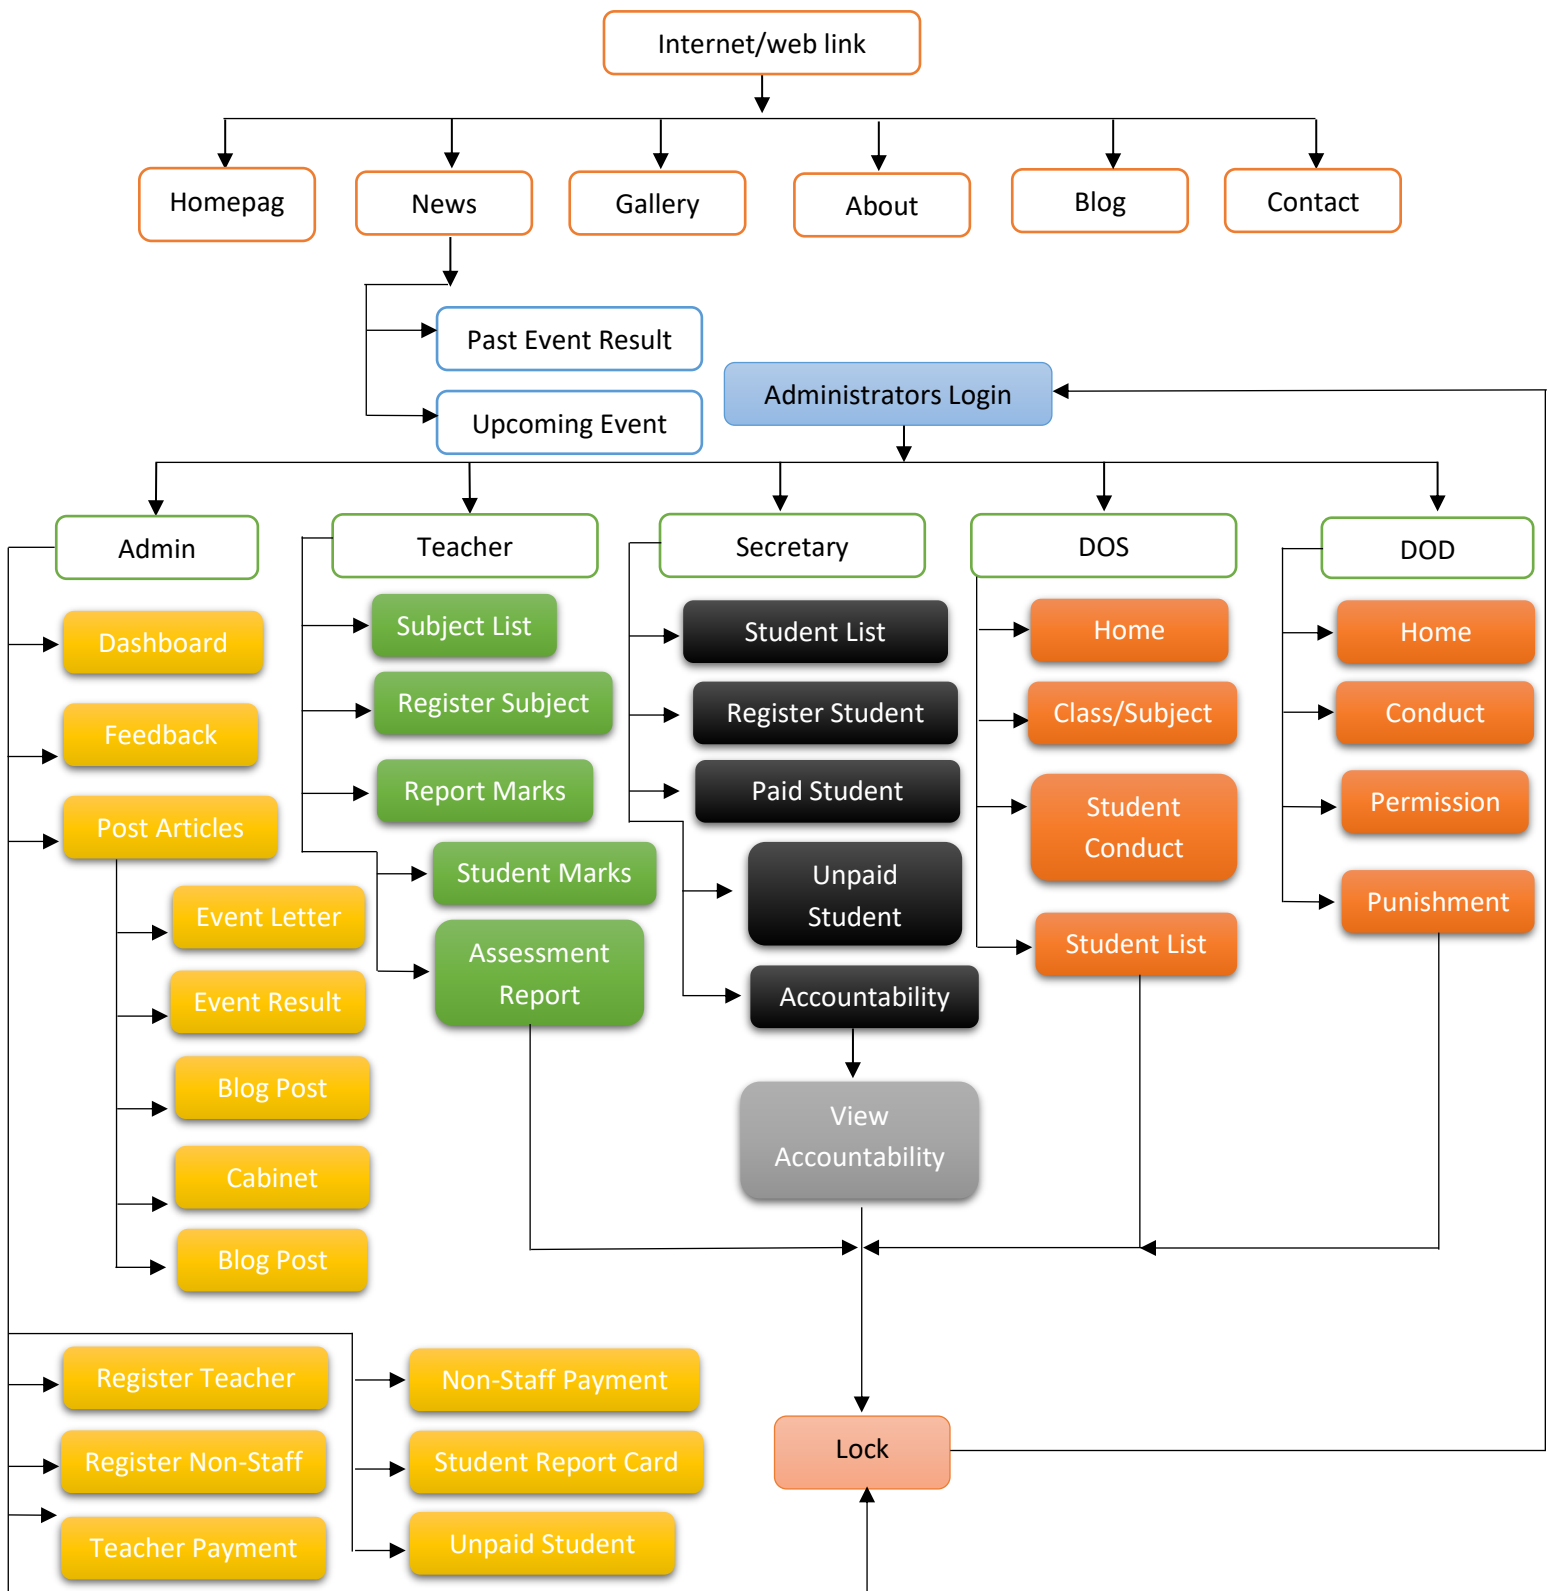 Internet/web link
Homepag
News
Gallery
About
Blog
Contact
Past Event Result
Upcoming Event
Administrators Login
Admin
Teacher
Secretary
DOS
DOD
Dashboard
Feedback
Post Articles
Event Letter
Event Result
Blog Post
Cabinet
Blog Post
Register Teacher
Register Non-Staff
Teacher Payment
Non-Staff Payment
Student Report Card
Unpaid Student
Subject List
Register Subject
Report Marks
Student Marks
Assessment
Report
Student List
Register Student
Paid Student
Unpaid
Student
Accountability
View
Accountability
Home
Class/Subject
Student
Conduct
Student List
Home
Conduct
Permission
Punishment
Lock